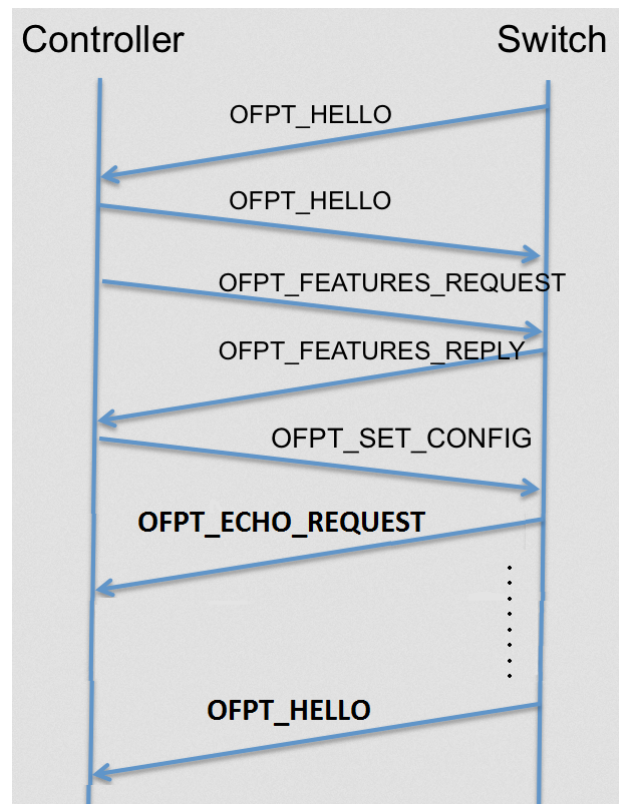 Controller
Switch
OFPT_HELLO
OFPT_HELLO
OFPT_FEATURES_REQUEST
OFPT_FEATURES_REPLY
OFPT_SET_CONFIG
OFPT_ECHO_REQUEST
OFPT_HELLO